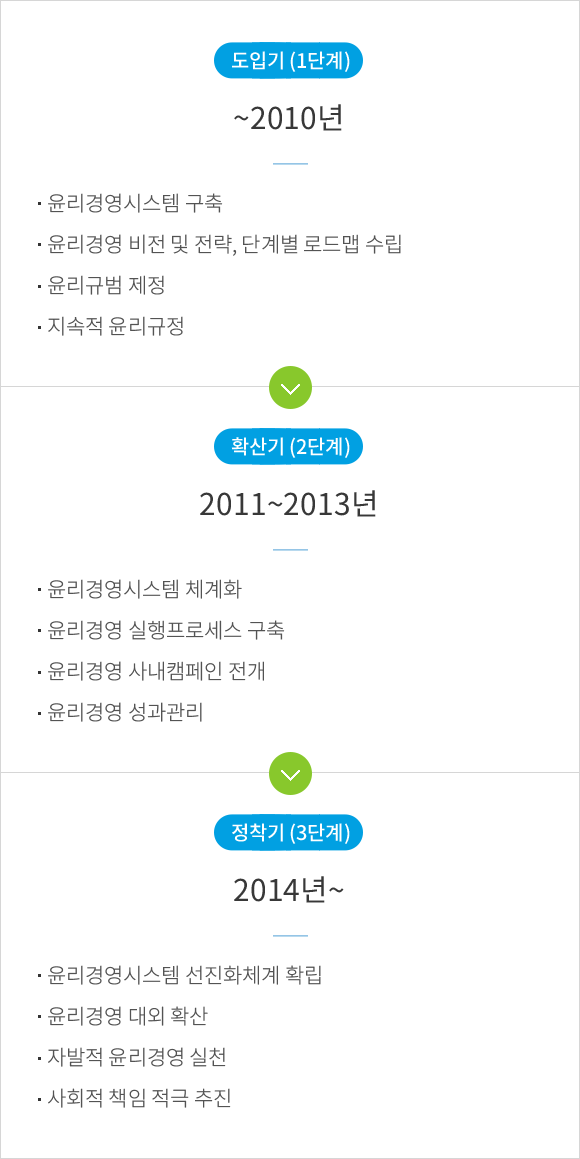 도입기 (1단계)
~2010년
· 윤리경영시스템 구축
· 윤리경영 비전 및 전략, 단계별 로드맵 수립
· 윤리규범 제정
· 지속적 윤리규정
확산기 (2단계)
2011~2013년
· 윤리경영시스템 체계화
· 윤리경영 실행프로세스 구축
· 윤리경영 사내캠페인 전개
· 윤리경영 성과관리
정착기 (3단계)
2014년~
· 윤리경영시스템 선진화체계 확립
· 윤리경영 대외 확산
· 자발적 윤리경영 실천
· 사회적 책임 적극 추진